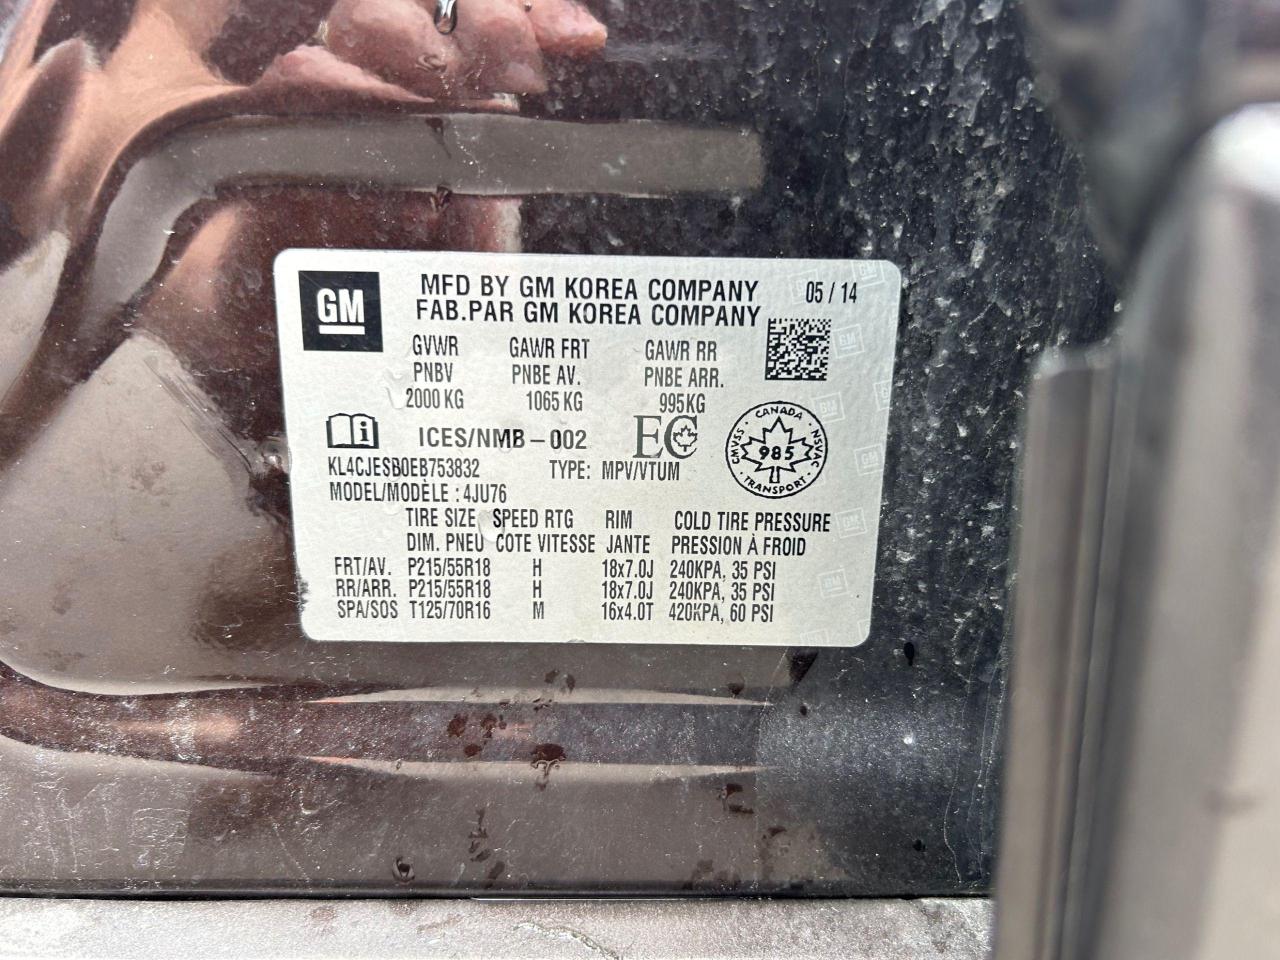 GM
MFD BY GM KOREA COMPANY 05 / 14
FAB.PAR GM KOREA COMPANY
GVWR GAWR FRT GAWR RR
PNBV PNBE AV. PNBE ARR.
2000 KG 1065 KG 995KG
ICES/NMB – 002 EC
CANADA
CMVSS 985 NSVAC
TRANSPORT
KL4CJESB0EB753832 TYPE: MPV/VTUM
MODEL/MODÈLE : 4JU76
TIRE SIZE SPEED RTG RIM COLD TIRE PRESSURE
DIM. PNEU COTE VITESSE JANTE PRESSION À FROID
FRT/AV. P215/55R18 H 18x7.0J 240KPA, 35 PSI
RR/ARR. P215/55R18 H 18x7.0J 240KPA, 35 PSI
SPA/SOS T125/70R16 M 16x4.0T 420KPA, 60 PSI